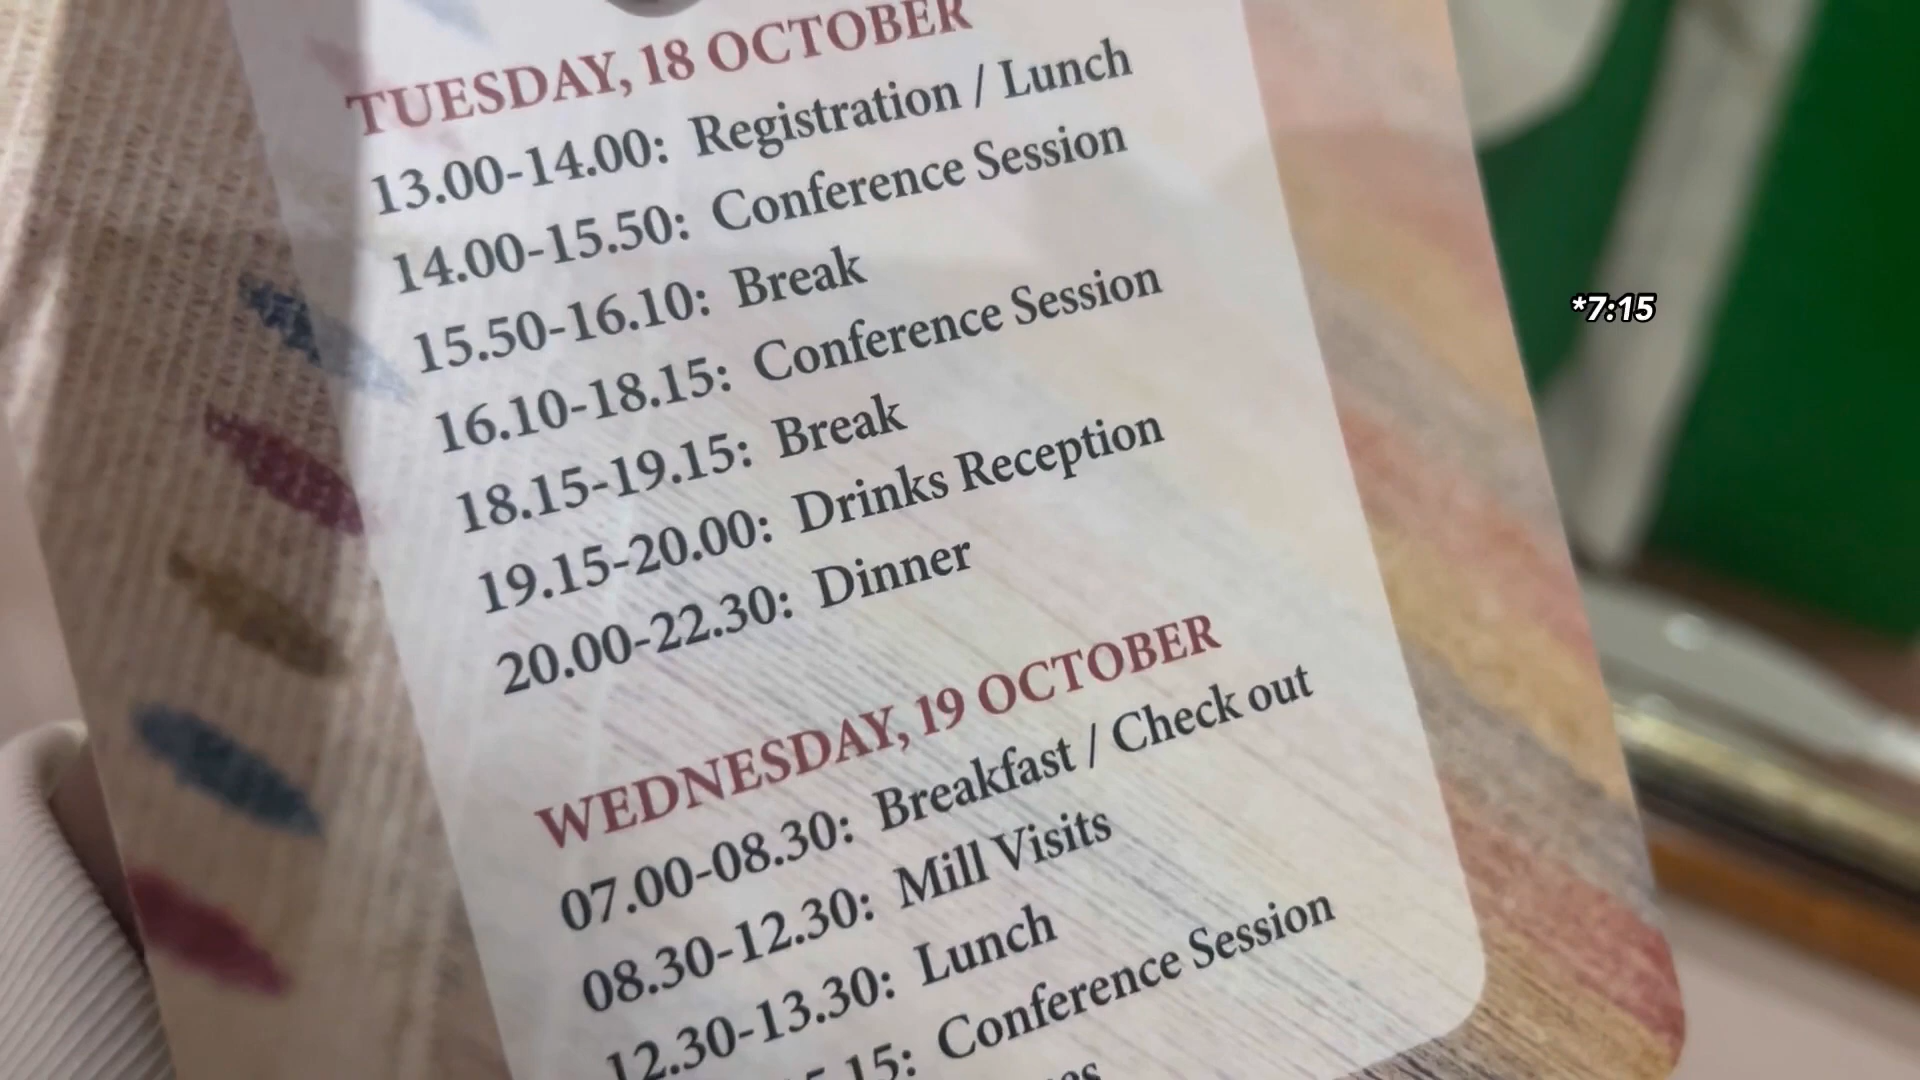 TUESDAY, 18 OCTOBER
13.00-14.00: Registration / Lunch
14.00-15.50: Conference Session
15.50-16.10: Break
16.10-18.15: Conference Session
18.15-19.15: Break
19.15-20.00: Drinks Reception
20.00-22.30: Dinner
WEDNESDAY, 19 OCTOBER
07.00-08.30: Breakfast / Check out
08.30-12.30: Mill Visits
12.30-13.30: Lunch
15: Conference Session
*7:15